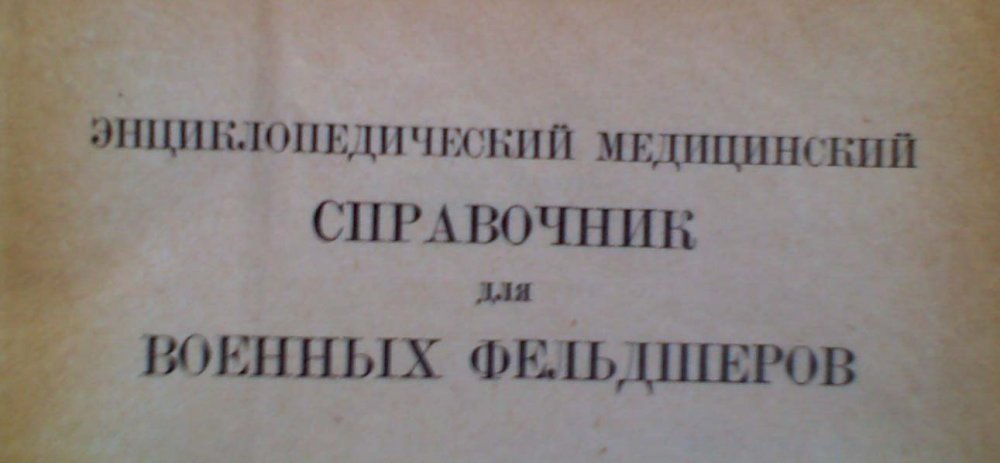 ЭНЦИКЛОПЕДИЧЕСКИЙ МЕДИЦИНСКИЙ
СПРАВОЧНИК
для
ВОЕННЫХ ФЕЛЬДШЕРОВ